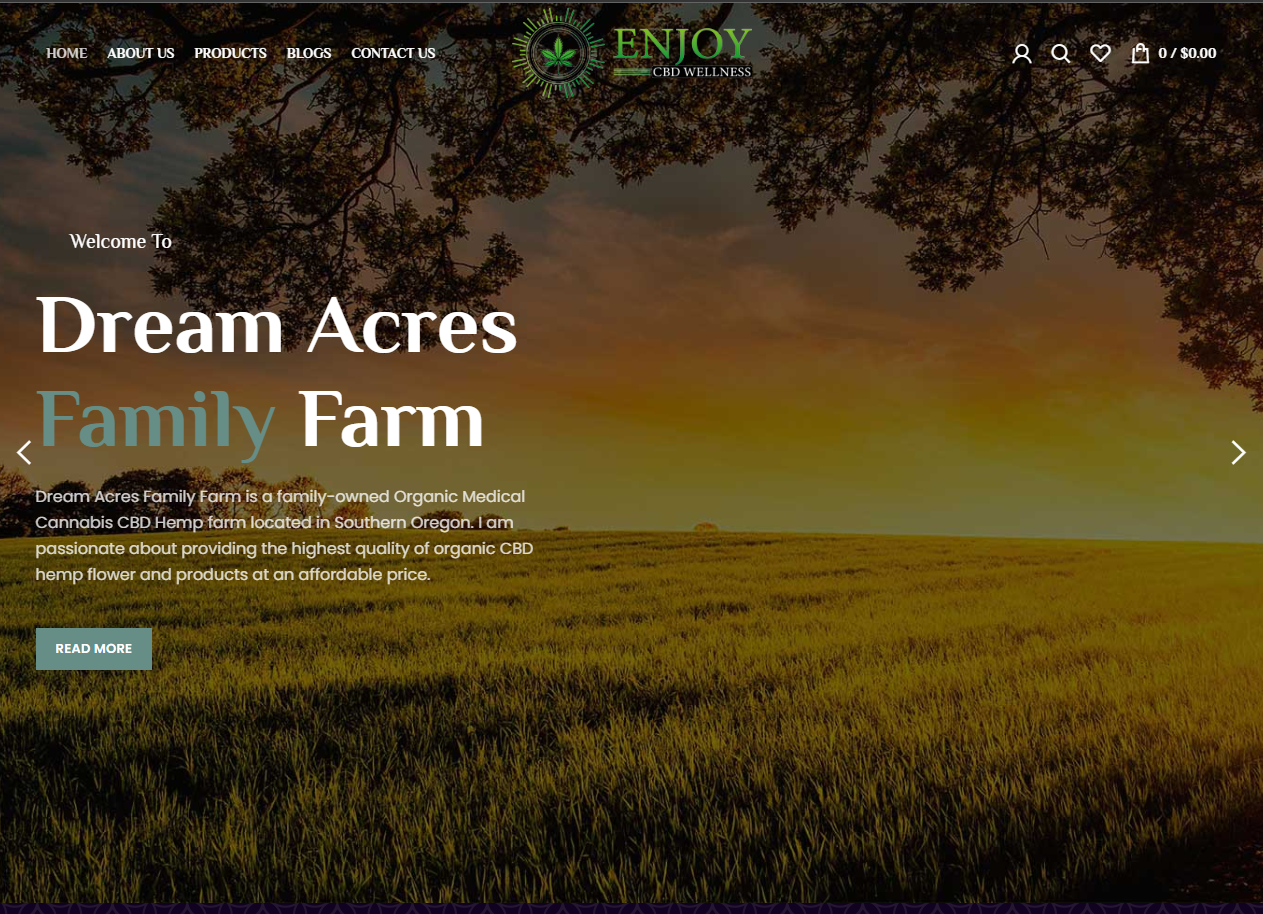 HOME ABOUT US PRODUCTS BLOGS CONTACT US
ENJOY
CBD WELLNESS
0 / $0.00
Welcome To
Dream Acres
Family Farm
Dream Acres Family Farm is a family-owned Organic Medical
Cannabis CBD Hemp farm located in Southern Oregon. I am
passionate about providing the highest quality of organic CBD
hemp flower and products at an affordable price.
READ MORE